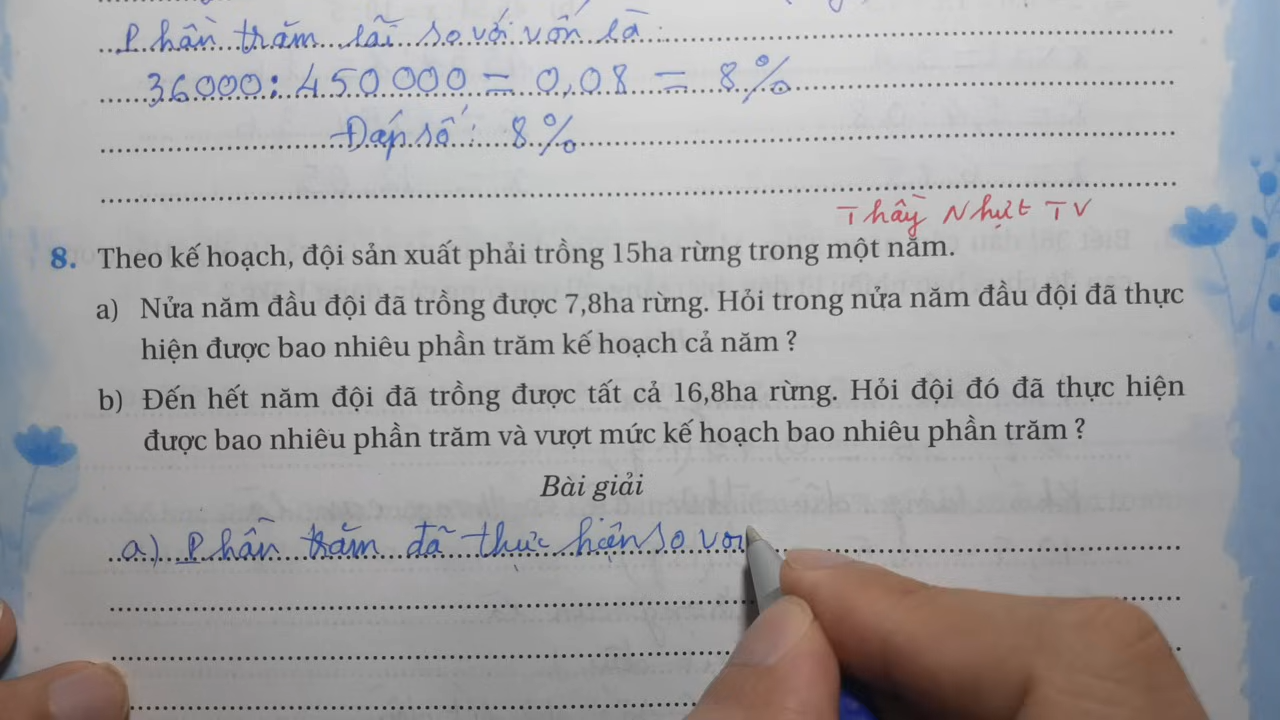 Phần trăm lãi so với vốn là:
36000: 450000 = 0,08 = 8%
Đáp số: 8%
Thầy Nhựt TV
8. Theo kế hoạch, đội sản xuất phải trồng 15ha rừng trong một năm.
a) Nửa năm đầu đội đã trồng được 7,8ha rừng. Hỏi trong nửa năm đầu đội đã thực
hiện được bao nhiêu phần trăm kế hoạch cả năm ?
b) Đến hết năm đội đã trồng được tất cả 16,8ha rừng. Hỏi đội đó đã thực hiện
được bao nhiêu phần trăm và vượt mức kế hoạch bao nhiêu phần trăm ?
Bài giải
a) Phần trăm đã thực hiện so vơ